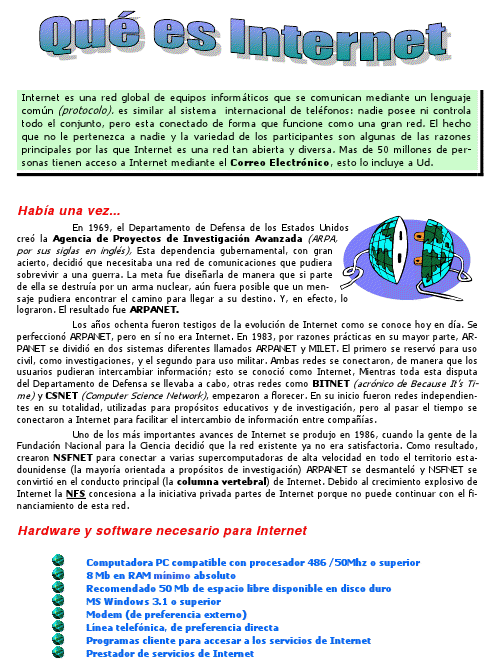 Qué es Internet
Internet es una red global de equipos informáticos que se comunican mediante un lenguaje
común (protocolo), es similar al sistema internacional de teléfonos: nadie posee ni controla
todo el conjunto, pero esta conectado de forma que funcione como una gran red. El hecho
que no le pertenezca a nadie y la variedad de los participantes son algunas de las razones
principales por las que Internet es una red tan abierta y diversa. Mas de 50 millones de per-
sonas tienen acceso a Internet mediante el Correo Electrónico, esto lo incluye a Ud.
Había una vez...
En 1969, el Departamento de Defensa de los Estados Unidos
creó la Agencia de Proyectos de Investigación Avanzada (ARPA,
por sus siglas en inglés), Esta dependencia gubernamental, con gran
acierto, decidió que necesitaba una red de comunicaciones que pudiera
sobrevivir a una guerra. La meta fue diseñarla de manera que si parte
de ella se destruía por un arma nuclear, aún fuera posible que un men-
saje pudiera encontrar el camino para llegar a su destino. Y, en efecto, lo
lograron. El resultado fue ARPANET.
Los años ochenta fueron testigos de la evolución de Internet como se conoce hoy en día. Se
perfeccionó ARPANET, pero en sí no era Internet. En 1983, por razones prácticas en su mayor parte, AR-
PANET se dividió en dos sistemas diferentes llamados ARPANET y MILET. El primero se reservó para uso
civil, como investigaciones, y el segundo para uso militar. Ambas redes se conectaron, de manera que los
usuarios pudieran intercambiar información; esto se conoció como Internet, Mientras toda esta disputa
del Departamento de Defensa se llevaba a cabo, otras redes como BITNET (acrónico de Because It's Ti-
me) y CSNET (Computer Science Network), empezaron a florecer. En su inicio fueron redes independien-
tes en su totalidad, utilizadas para propósitos educativos y de investigación, pero al pasar el tiempo se
conectaron a Internet para facilitar el intercambio de información entre compañías.
Uno de los más importantes avances de Internet se produjo en 1986, cuando la gente de la
Fundación Nacional para la Ciencia decidió que la red existente ya no era satisfactoria. Como resultado,
crearon NSFNET para conectar a varias supercomputadoras de alta velocidad en todo el territorio esta-
dounidense (la mayoría orientada a propósitos de investigación) ARPANET se desmanteló y NSFNET se
convirtió en el conducto principal (la columna vertebral) de Internet. Debido al crecimiento explosivo de
Internet la NFS concesiona a la iniciativa privada partes de Internet porque no puede continuar con el fi-
nanciamiento de esta red.
Hardware y software necesario para Internet
Computadora PC compatible con procesador 486 /50Mhz o superior
8 Mb en RAM mínimo absoluto
Recomendado 50 Mb de espacio libre disponible en disco duro
MS Windows 3.1 o superior
Modem (de preferencia externo)
Línea telefónica, de preferencia directa
Programas cliente para accesar a los servicios de Internet
Prestador de servicios de Internet